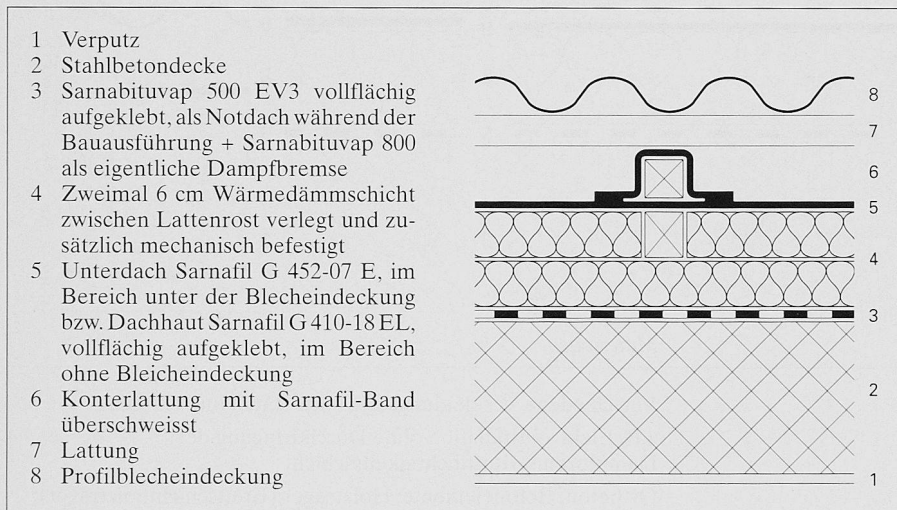 1 Verputz
2 Stahlbetondecke
3 Sarnabituvap 500 EV3 vollflächig
aufgeklebt, als Notdach während der
Bauausführung + Sarnabituvap 800
als eigentliche Dampfbremse
4 Zweimal 6 cm Wärmedämmschicht
zwischen Lattenrost verlegt und zu-
sätzlich mechanisch befestigt
5 Unterdach Sarnafil G 452-07 E, im
Bereich unter der Blecheindeckung
bzw. Dachhaut Sarnafil G 410-18 EL,
vollflächig aufgeklebt, im Bereich
ohne Bleicheindeckung
6 Konterlattung mit Sarnafil-Band
überschweisst
7 Lattung
8 Profilblecheindeckung
8
7
6
5
4
3
2
1